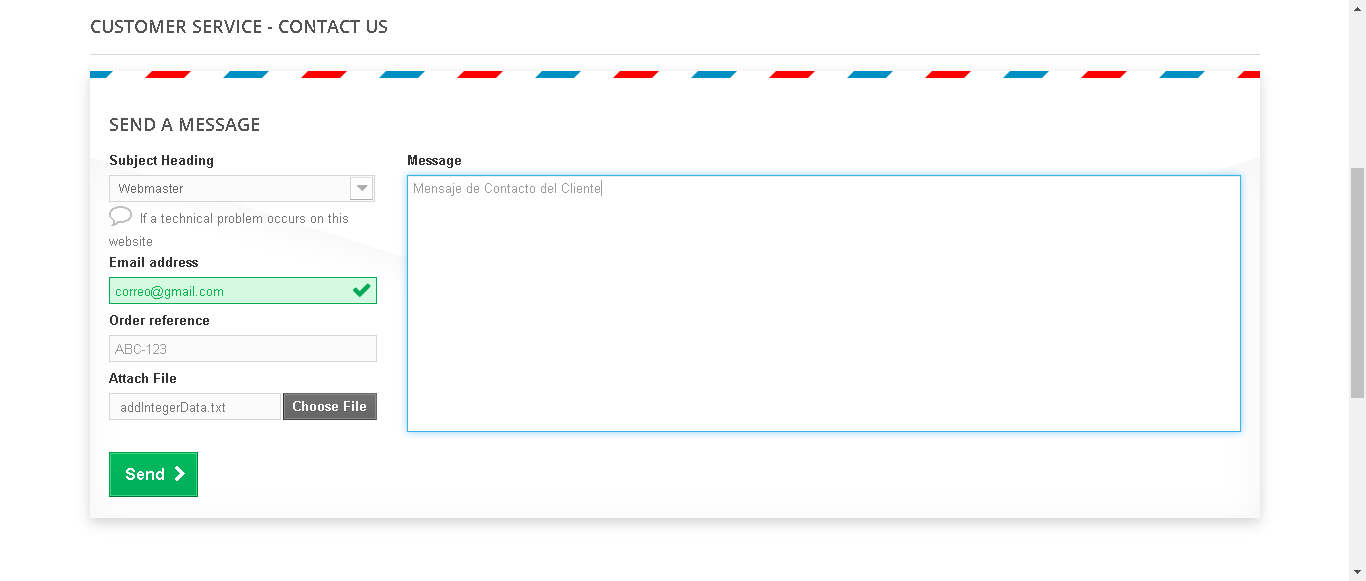 CUSTOMER SERVICE - CONTACT US
SEND A MESSAGE
Subject Heading
Webmaster
If a technical problem occurs on this
website
Email address
correo@gmail.com
Order reference
ABC-123
Attach File
addIntegerData.txt
Choose File
Send
Message
Mensaje de Contacto del Cliente